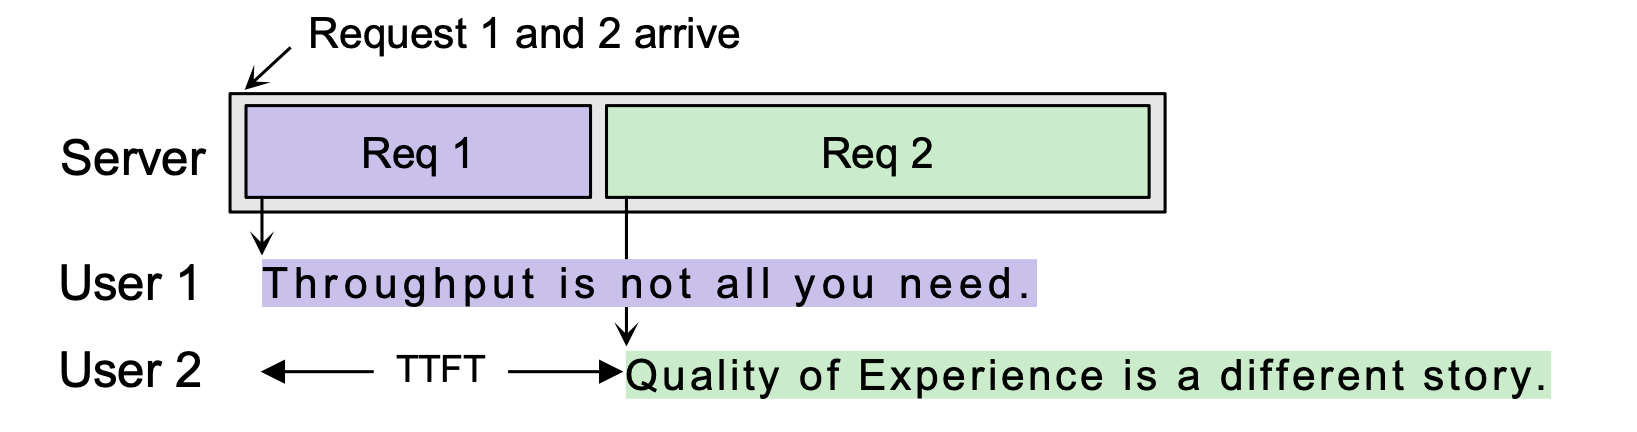 Request 1 and 2 arrive
Server
Req 1
Req 2
User 1
Throughput is not all you need.
User 2
TTFT
Quality of Experience is a different story.